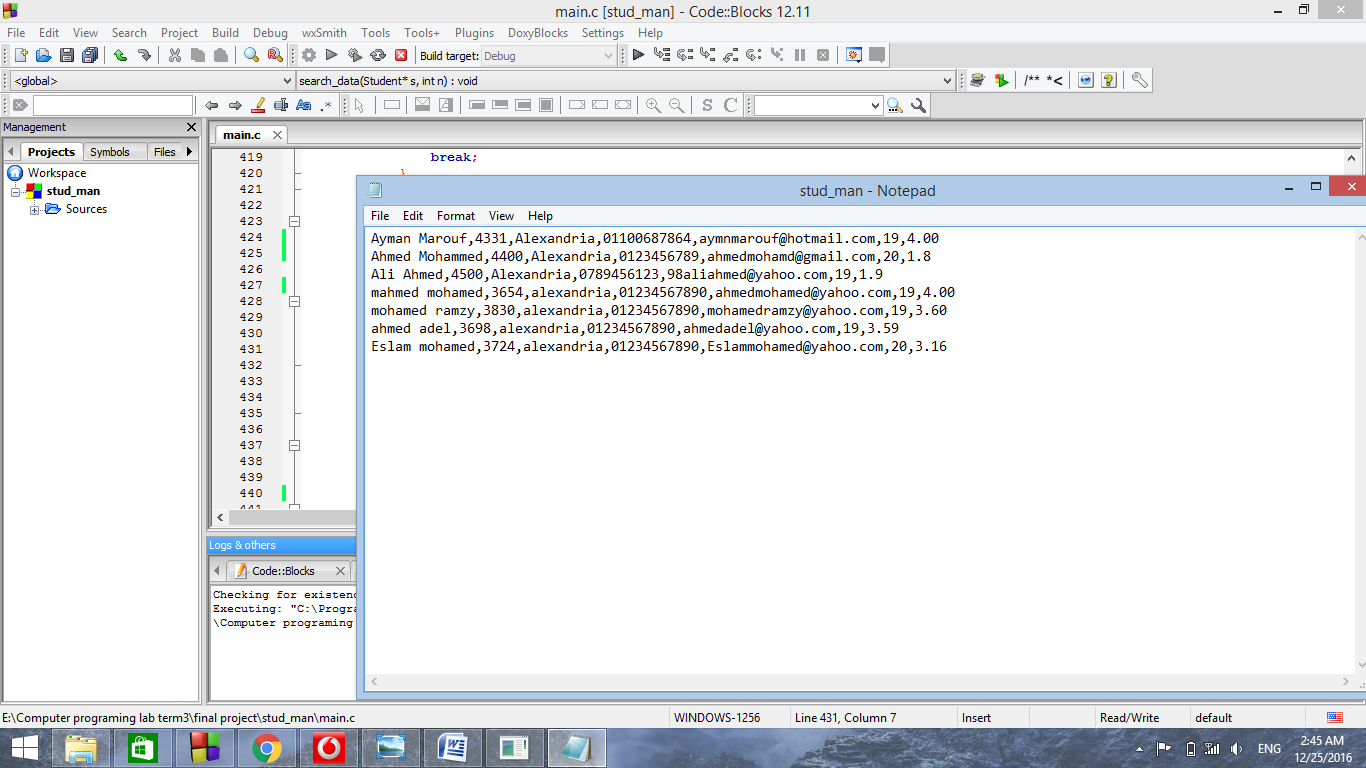 main.c [stud_man] - Code::Blocks 12.11
File Edit View Search Project Build Debug wxSmith Tools Tools+ Plugins DoxyBlocks Settings Help
Build target: Debug
<global> search_data(Student* s, int n) : void
/** *<
Aa .*
S C
Management
main.c
Projects Symbols Files
Workspace
stud_man
Sources
419 break;
420 }
421
422
423
424
425
426
427
428
429
430
431
432
433
434
435
436
437
438
439
440
441
stud_man - Notepad
File Edit Format View Help
Ayman Marouf,4331,Alexandria,01100687864,aymnmarouf@hotmail.com,19,4.00
Ahmed Mohammed,4400,Alexandria,0123456789,ahmedmohamd@gmail.com,20,1.8
Ali Ahmed,4500,Alexandria,0789456123,98aliahmed@yahoo.com,19,1.9
mahmed mohamed,3654,alexandria,01234567890,ahmedmohamed@yahoo.com,19,4.00
mohamed ramzy,3830,alexandria,01234567890,mohamedramzy@yahoo.com,19,3.60
ahmed adel,3698,alexandria,01234567890,ahmedadel@yahoo.com,19,3.59
Eslam mohamed,3724,alexandria,01234567890,Eslammohamed@yahoo.com,20,3.16
Logs & others
Code::Blocks
Checking for existenc
Executing: "C:\Progra
\Computer programing
E:\Computer programing lab term3\final project\stud_man\main.c WINDOWS-1256 Line 431, Column 7 Insert Read/Write default
ENG
2:45 AM
12/25/2016